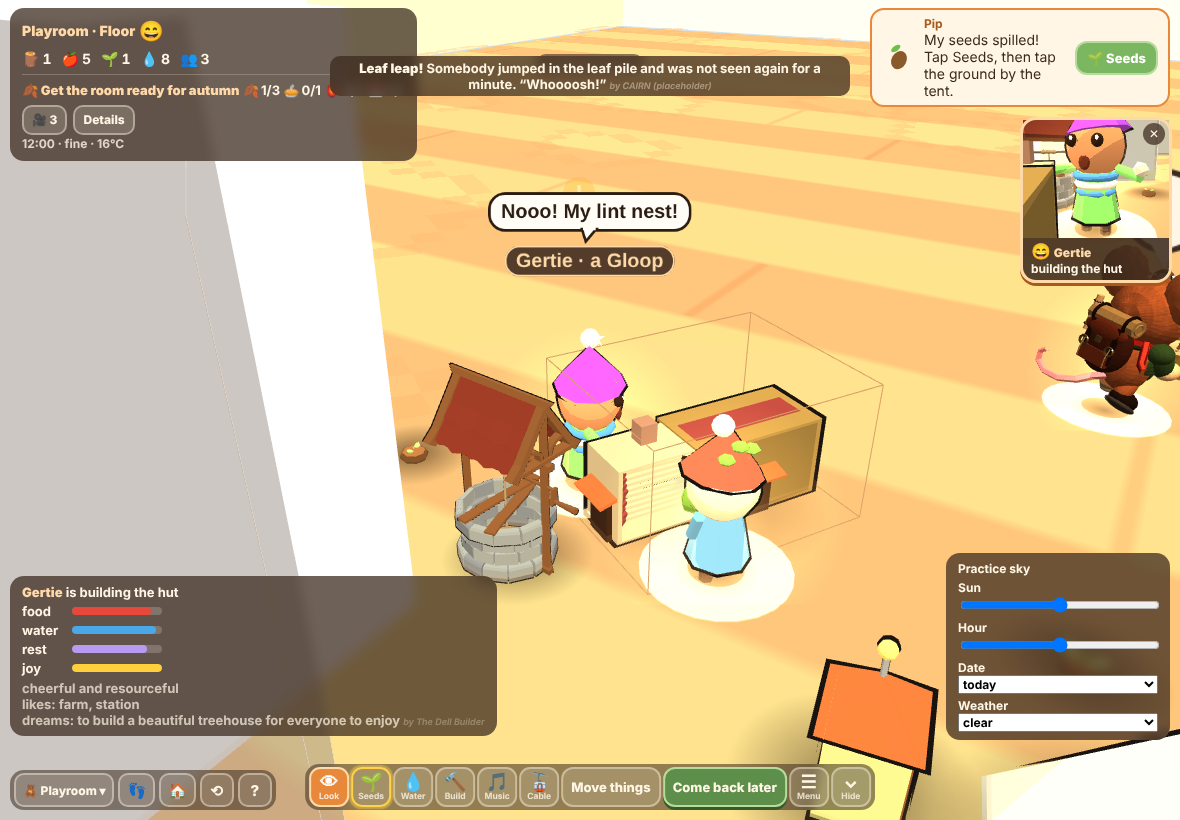 Playroom · Floor
1 5 1 8 3
Get the room ready for autumn 1/3 0/1
3 Details
12:00 · fine · 16°C
Leaf leap! Somebody jumped in the leaf pile and was not seen again for a
minute. “Whoooosh!” by CAIRN (placeholder)
Pip
My seeds spilled!
Tap Seeds, then tap
the ground by the
tent.
Seeds
×
Gertie
building the hut
Nooo! My lint nest!
Gertie · a Gloop
Gertie is building the hut
food
water
rest
joy
cheerful and resourceful
likes: farm, station
dreams: to build a beautiful treehouse for everyone to enjoy by The Dell Builder
Practice sky
Sun
Hour
Date
today
Weather
clear
Playroom ▾
?
Look
Seeds
Water
Build
Music
Cable
Move things
Come back later
Menu
Hide